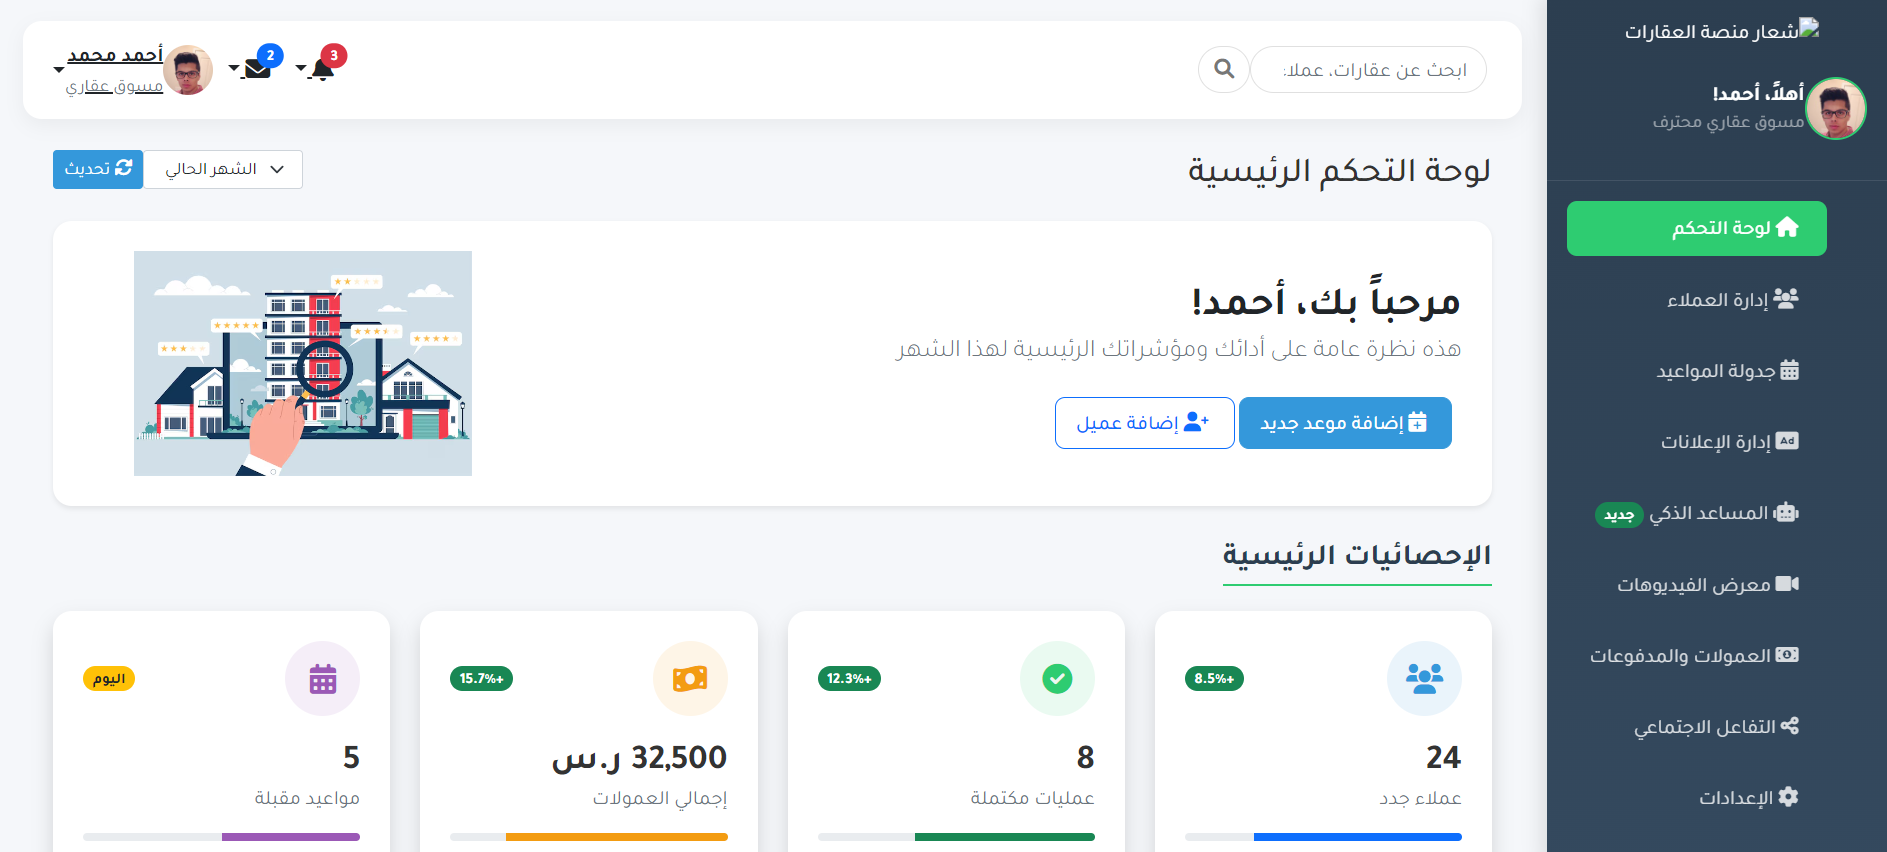 شعار منصة العقارات
أهلاً، أحمد!
مسوق عقاري محترف
لوحة التحكم
إدارة العملاء
جدولة المواعيد
إدارة الإعلانات
المساعد الذكي جديد
معرض الفيديوهات
العمولات والمدفوعات
التفاعل الاجتماعي
الإعدادات
ابحث عن عقارات، عملا:
3
2
أحمد محمد
مسوق عقاري
لوحة التحكم الرئيسية
الشهر الحالي
تحديث
مرحباً بك، أحمد!
هذه نظرة عامة على أدائك ومؤشراتك الرئيسية لهذا الشهر
إضافة موعد جديد
إضافة عميل
الإحصائيات الرئيسية
8.5%+
24
عملاء جدد
12.3%+
8
عمليات مكتملة
15.7%+
32,500 ر.س
إجمالي العمولات
اليوم
5
مواعيد مقبلة